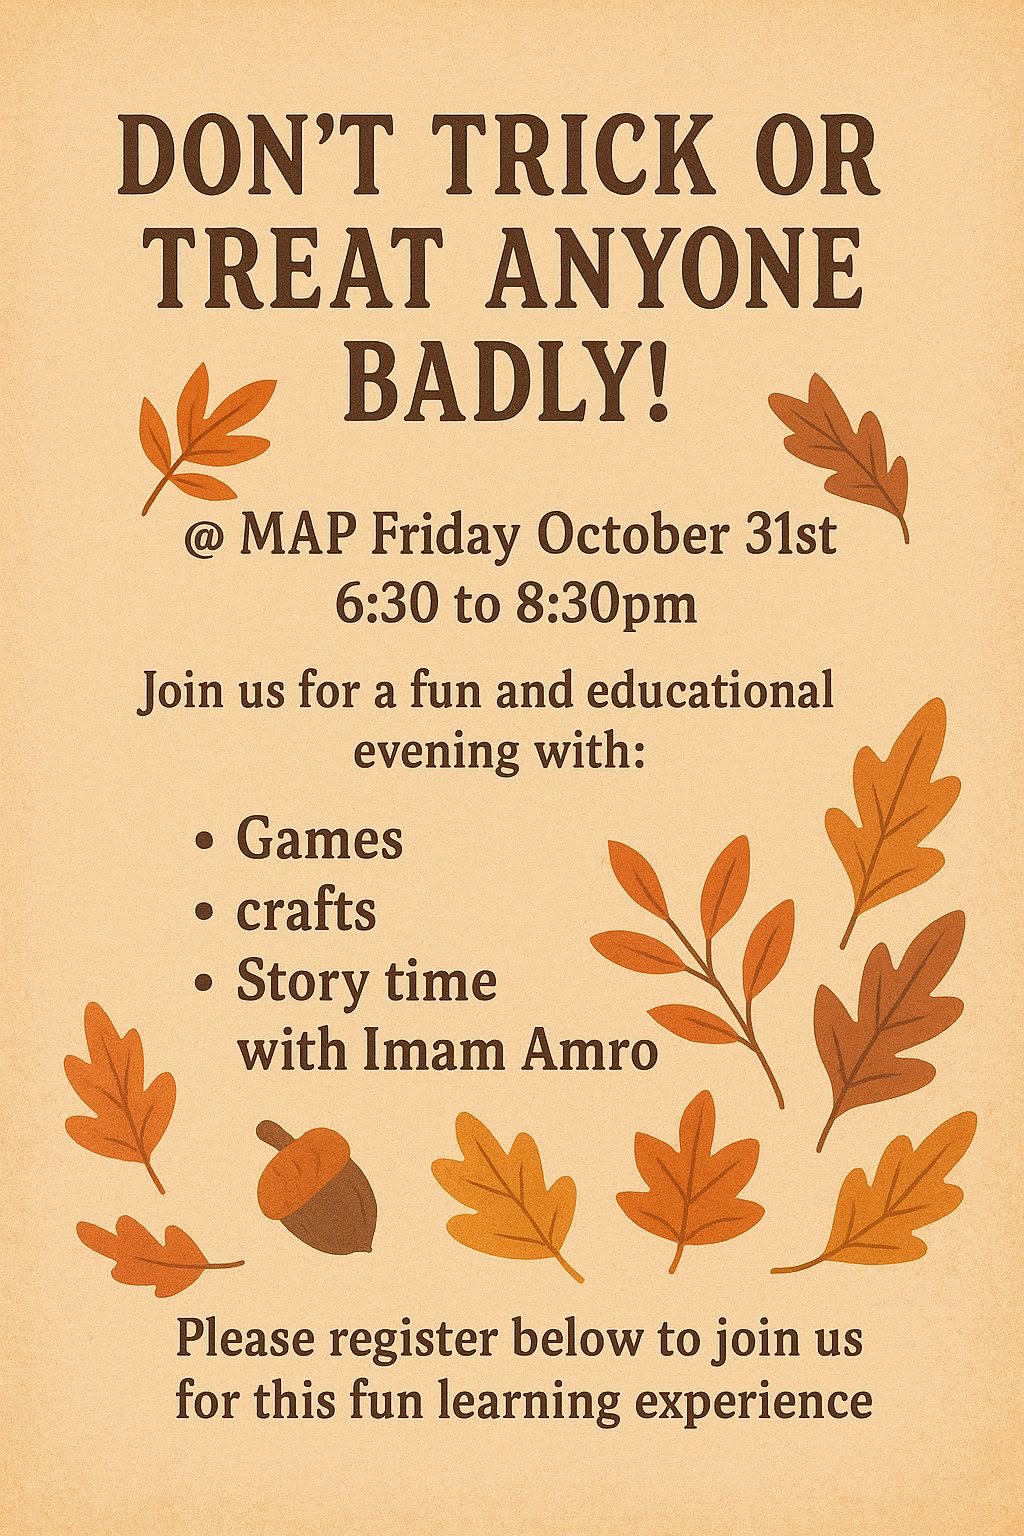 DON'T TRICK OR
TREAT ANYONE
BADLY!
@ MAP Friday October 31st
6:30 to 8:30pm
Join us for a fun and educational
evening with:
• Games
• crafts
• Story time
with Imam Amro
Please register below to join us
for this fun learning experience